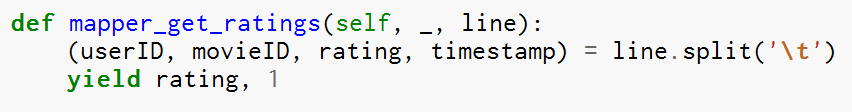 def mapper_get_ratings(self, _, line):
    (userID, movieID, rating, timestamp) = line.split('\t')
    yield rating, 1